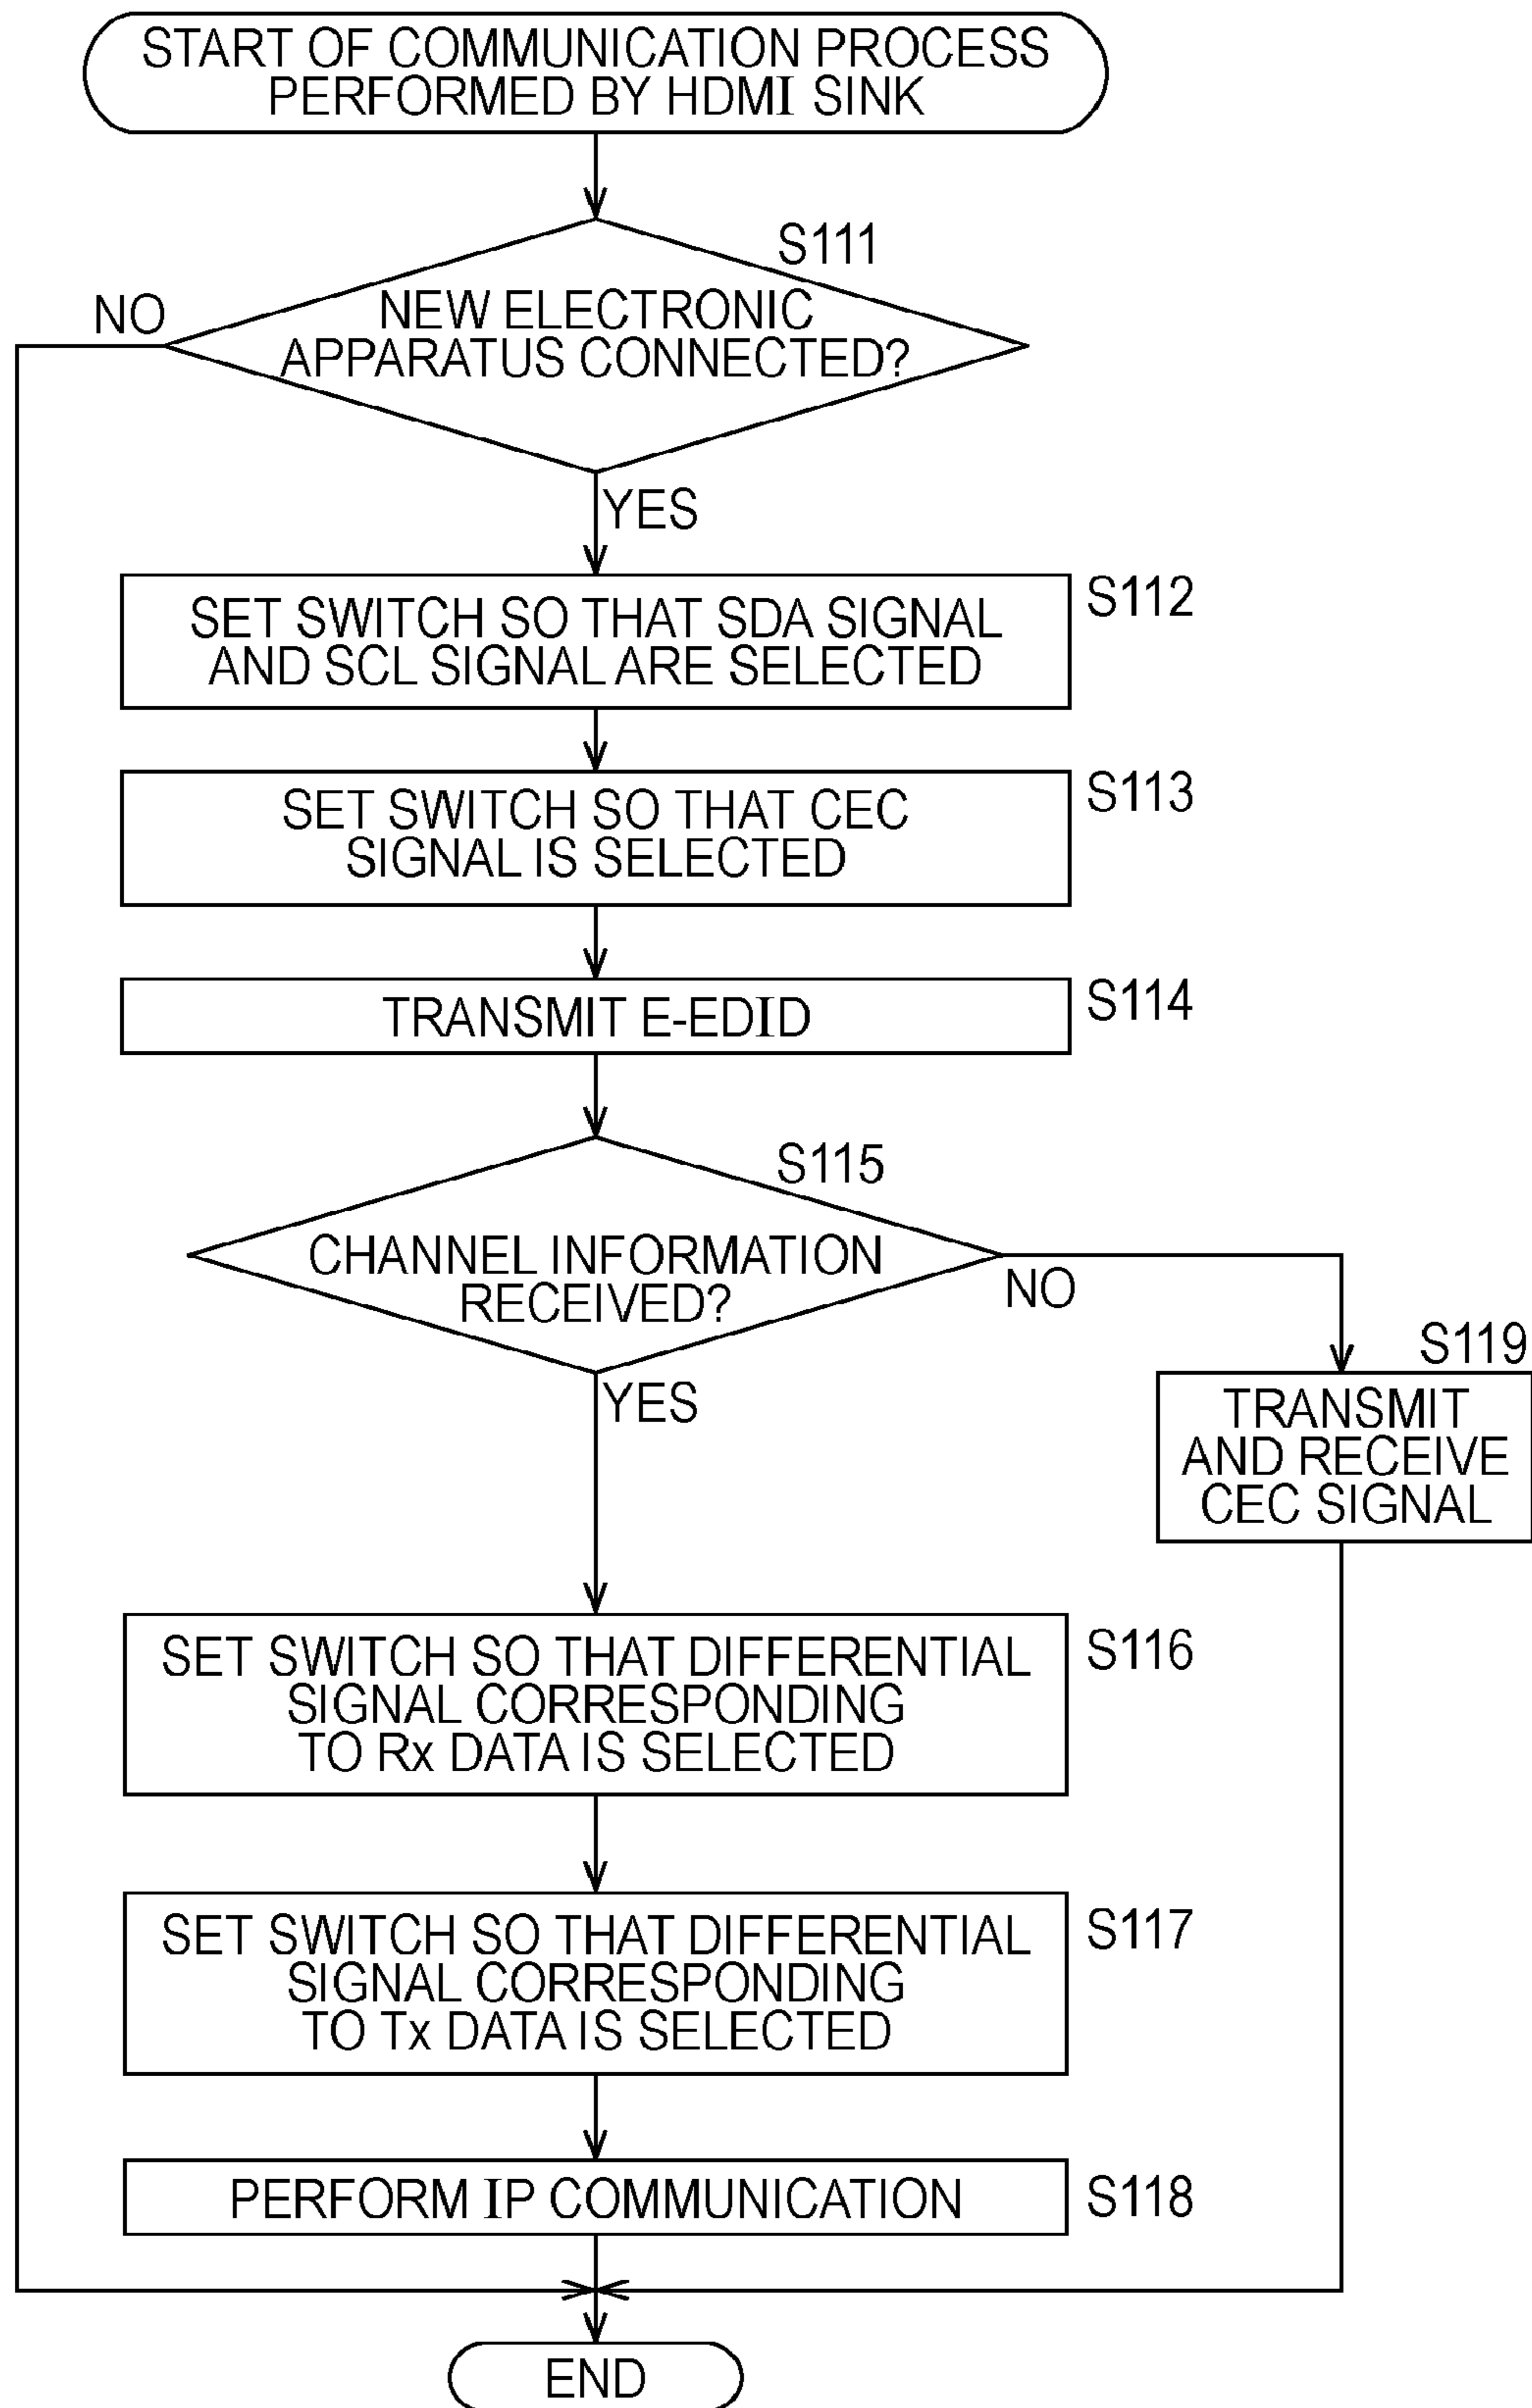 START OF COMMUNICATION PROCESS
PERFORMED BY HDMI SINK
S111
NO
NEW ELECTRONIC
APPARATUS CONNECTED?
YES
S112
SET SWITCH SO THAT SDA SIGNAL
AND SCL SIGNAL ARE SELECTED
S113
SET SWITCH SO THAT CEC
SIGNAL IS SELECTED
S114
TRANSMIT E-EDID
S115
CHANNEL INFORMATION
RECEIVED?
NO
YES
S119
TRANSMIT
AND RECEIVE
CEC SIGNAL
S116
SET SWITCH SO THAT DIFFERENTIAL
SIGNAL CORRESPONDING
TO Rx DATA IS SELECTED
S117
SET SWITCH SO THAT DIFFERENTIAL
SIGNAL CORRESPONDING
TO Tx DATA IS SELECTED
PERFORM IP COMMUNICATION
S118
END